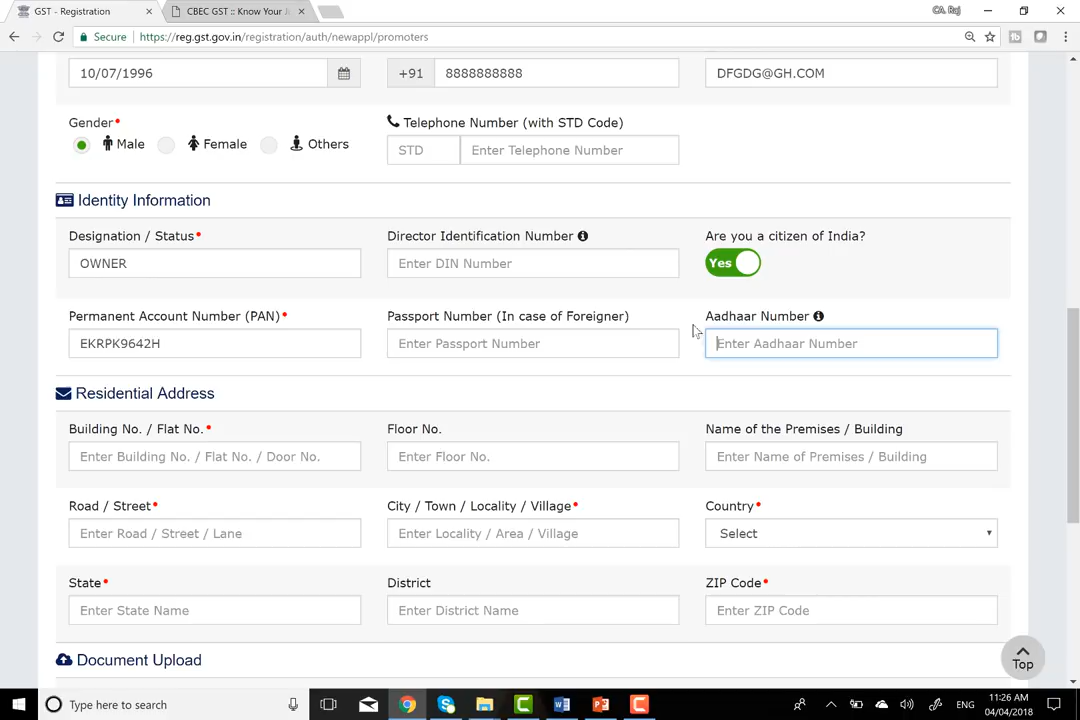 GST - Registration
CBEC GST :: Know Your J
CA. Raj
Secure
https://reg.gst.gov.in/registration/auth/newappl/promoters
10/07/1996
+91
8888888888
DFGDG@GH.COM
Gender•
Male
Female
Others
Telephone Number (with STD Code)
STD
Enter Telephone Number
Identity Information
Designation / Status•
Director Identification Number
Are you a citizen of India?
OWNER
Enter DIN Number
Yes
Permanent Account Number (PAN)•
Passport Number (In case of Foreigner)
Aadhaar Number
EKRPK9642H
Enter Passport Number
Enter Aadhaar Number
Residential Address
Building No. / Flat No.•
Floor No.
Name of the Premises / Building
Enter Building No. / Flat No. / Door No.
Enter Floor No.
Enter Name of Premises / Building
Road / Street•
City / Town / Locality / Village•
Country•
Enter Road / Street / Lane
Enter Locality / Area / Village
Select
State•
District
ZIP Code•
Enter State Name
Enter District Name
Enter ZIP Code
Document Upload
Top
Type here to search
ENG
11:26 AM
04/04/2018